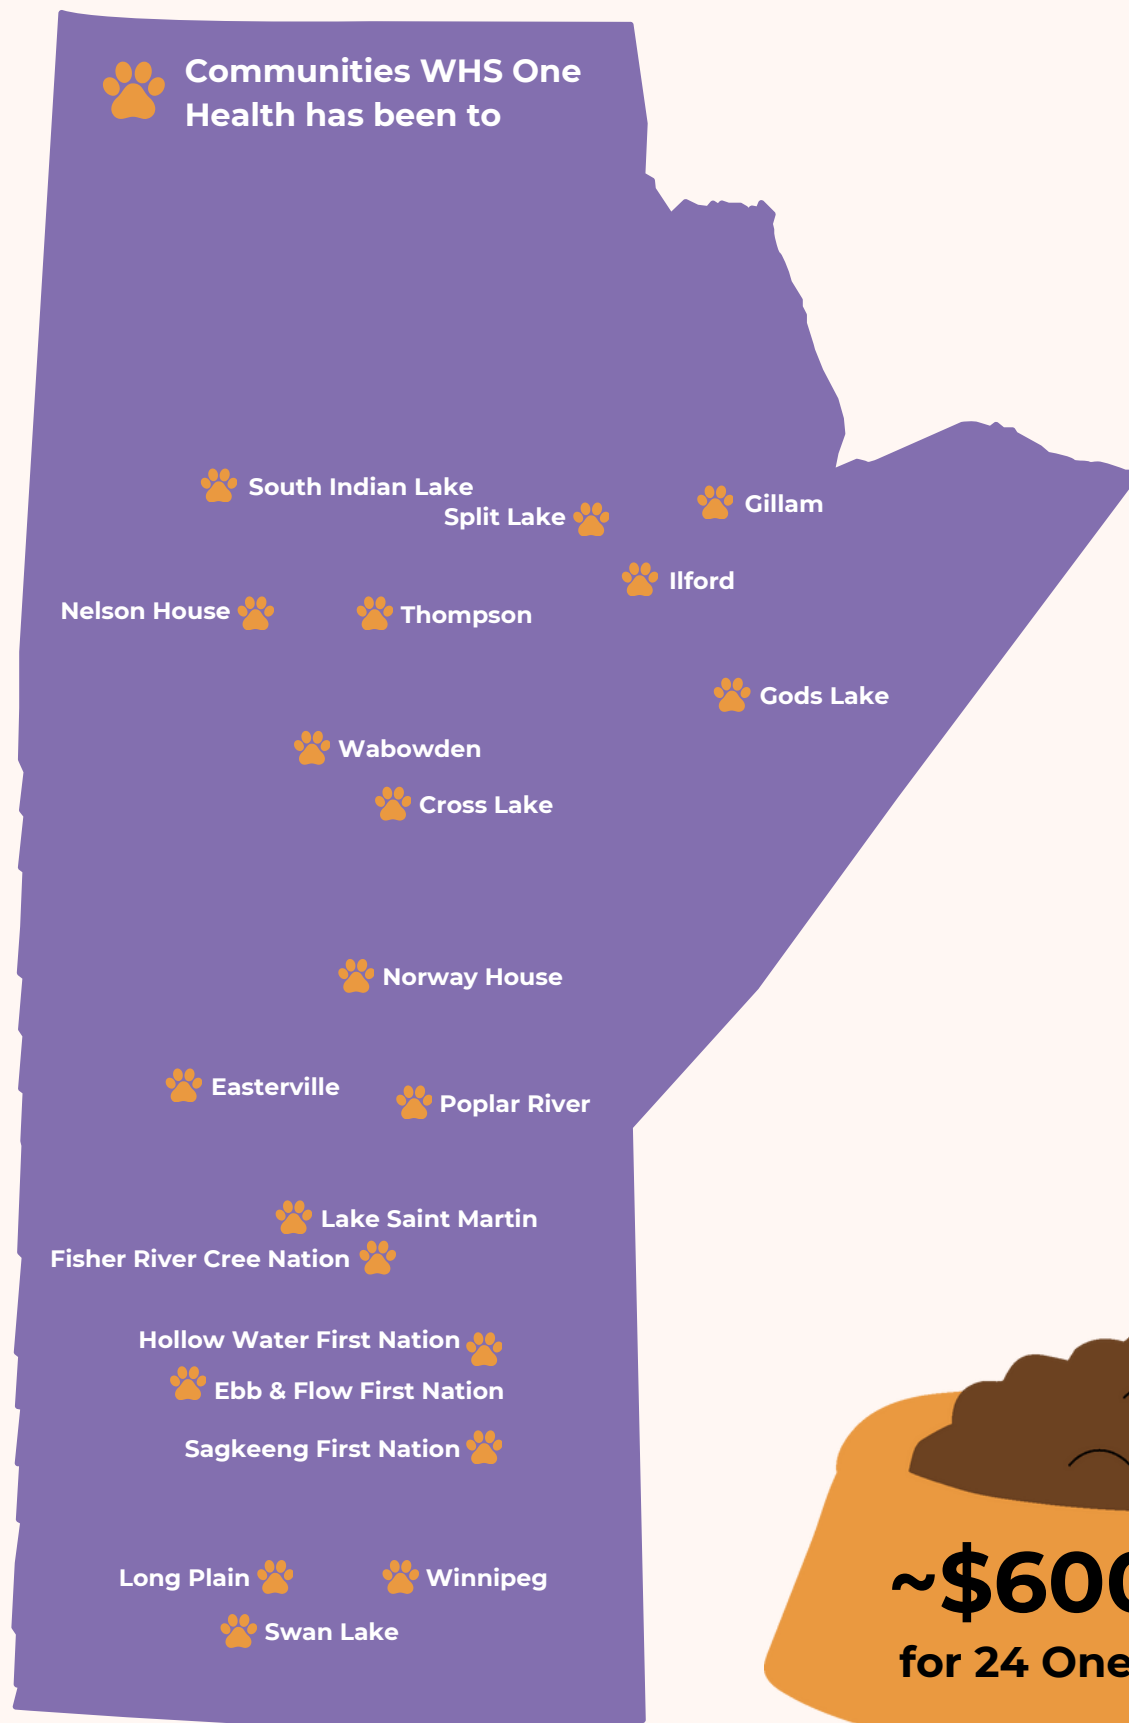 Communities WHS One
Health has been to
South Indian Lake
Split Lake
Gillam
Ilford
Nelson House
Thompson
Gods Lake
Wabowden
Cross Lake
Norway House
Easterville
Poplar River
Lake Saint Martin
Fisher River Cree Nation
Hollow Water First Nation
Ebb & Flow First Nation
Sagkeeng First Nation
Long Plain
Winnipeg
Swan Lake
~$600
for 24 One